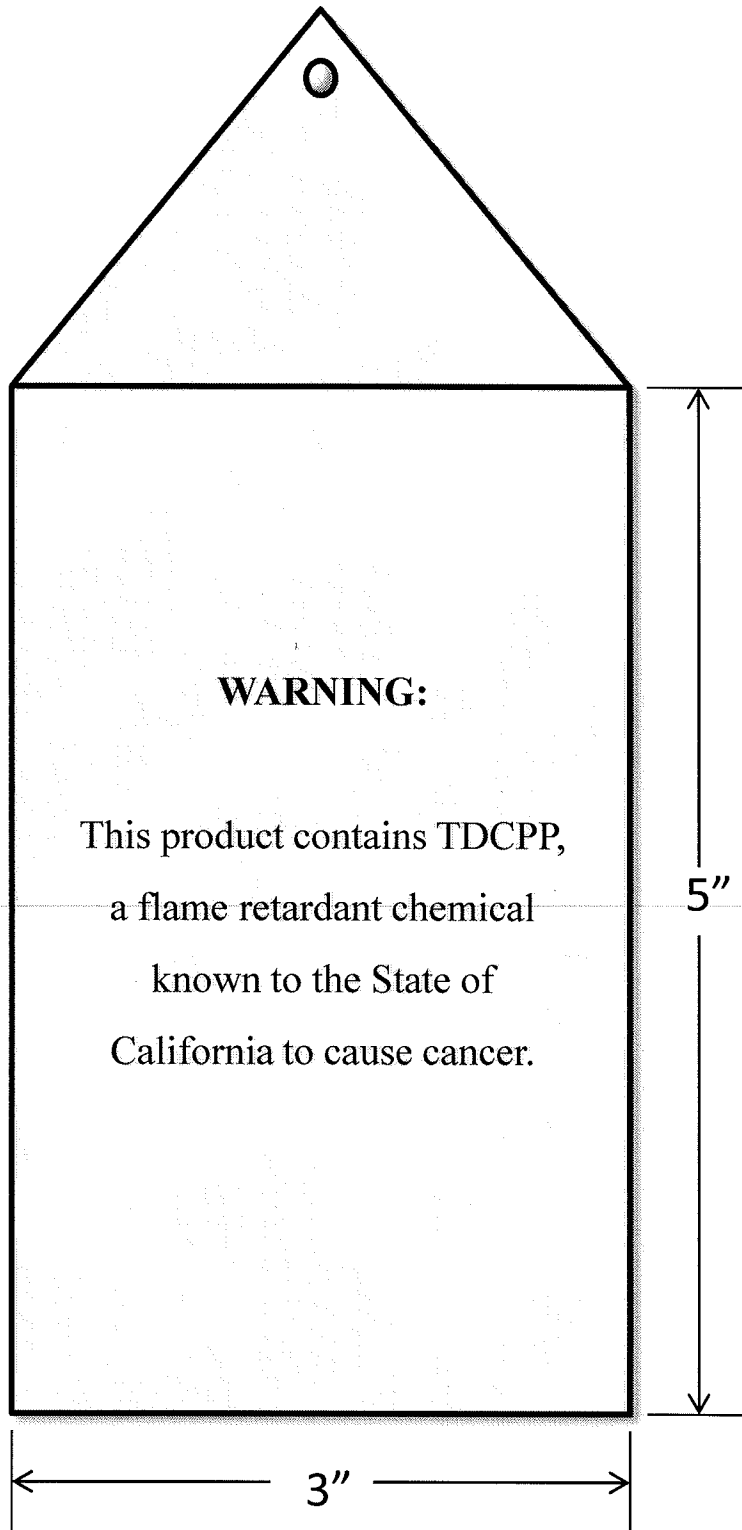 WARNING:
This product contains TDCPP,
a flame retardant chemical
known to the State of
California to cause cancer.
5”
3”